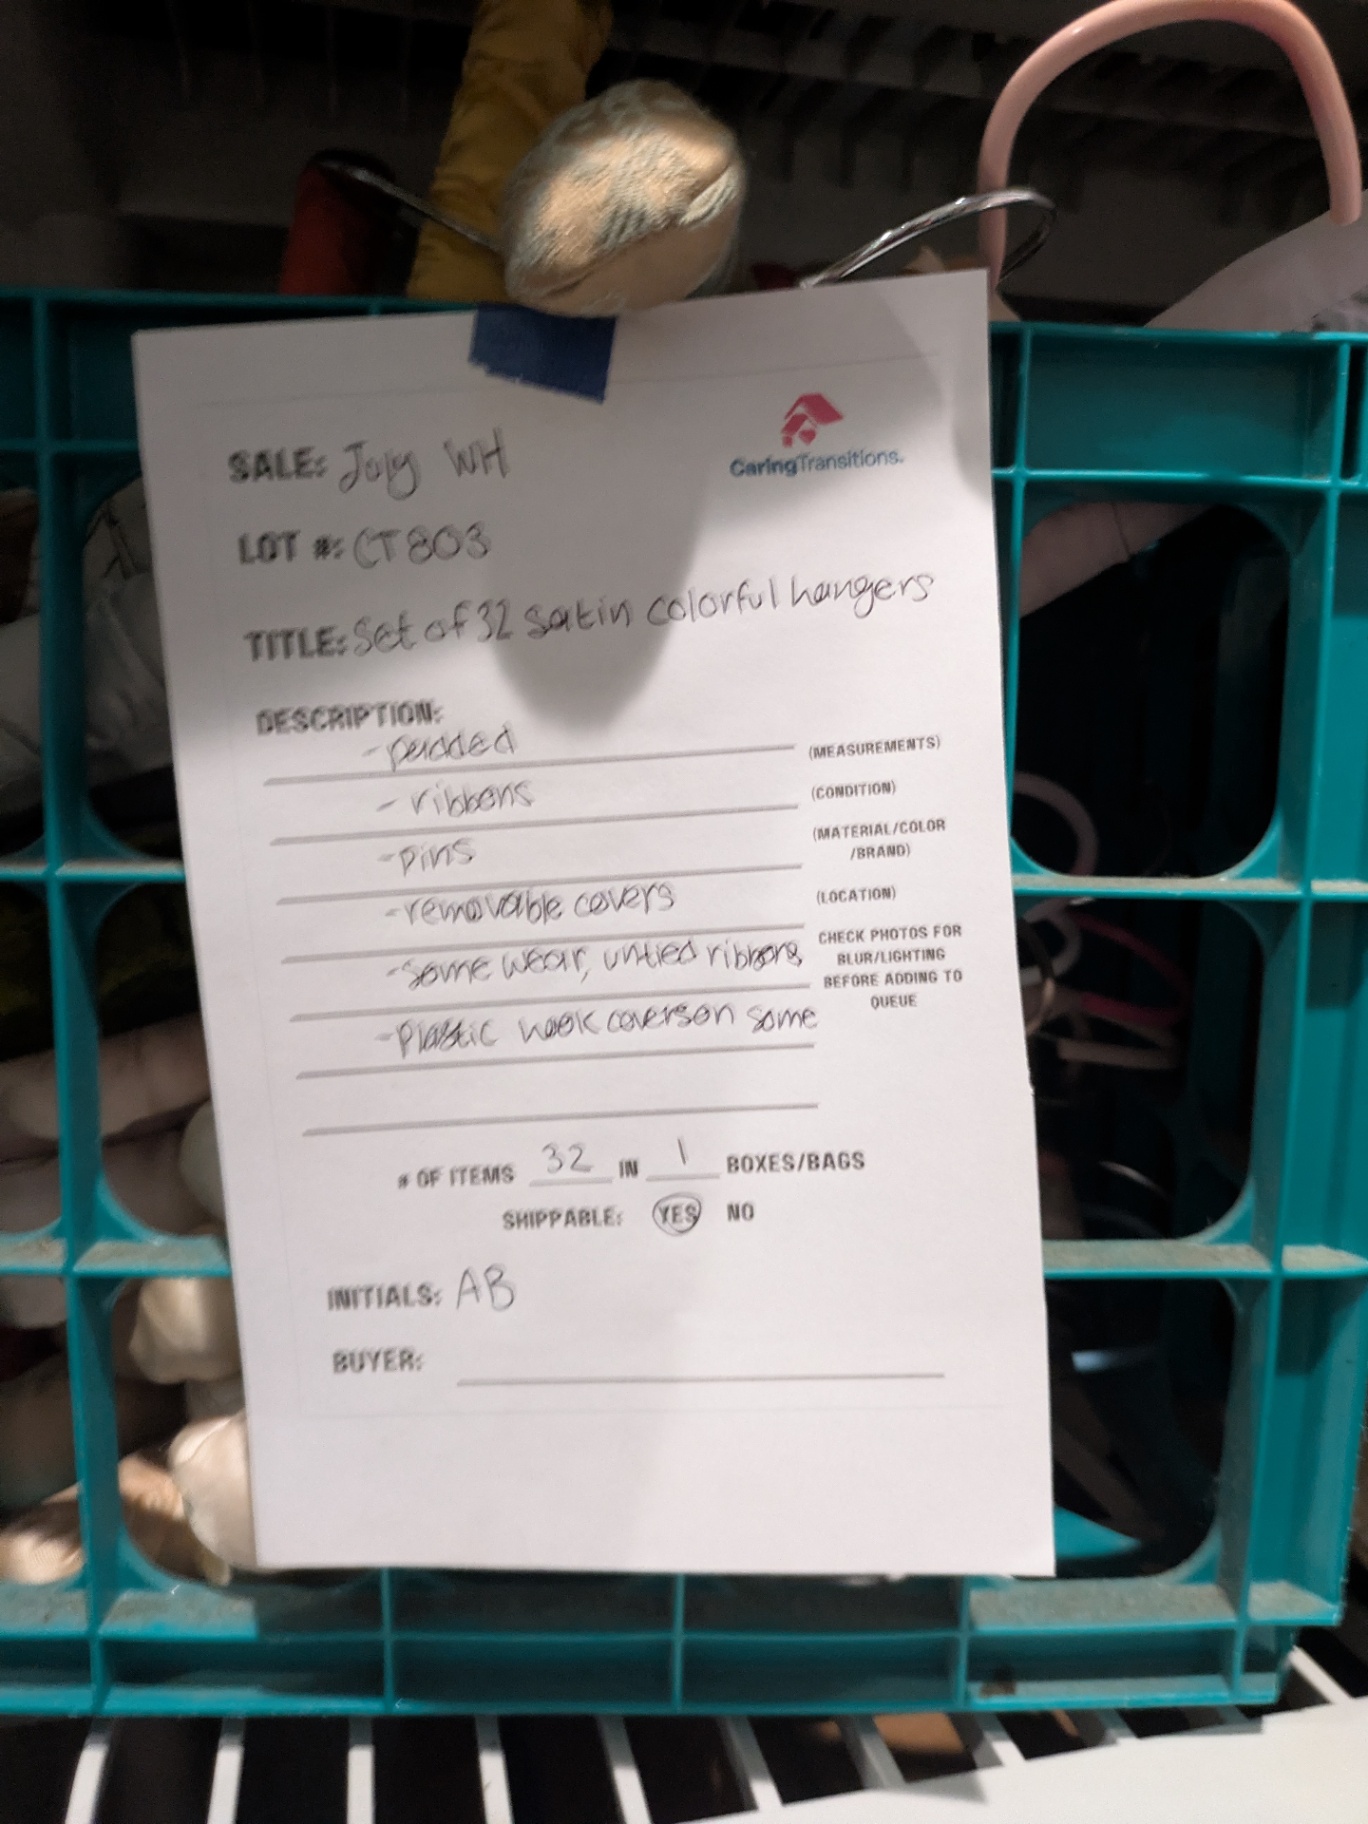 CaringTransitions.
SALE: July WH
LOT #: CT803
TITLE: Set of 32 satin colorful hangers
DESCRIPTION:
-padded
(MEASUREMENTS)
-ribbons
(CONDITION)
-pins
(MATERIAL/COLOR
/BRAND)
-removable covers
(LOCATION)
-some wear, untied ribbons
-plastic hook covers on some
CHECK PHOTOS FOR
BLUR/LIGHTING
BEFORE ADDING TO
QUEUE
# OF ITEMS 32 IN 1 BOXES/BAGS
SHIPPABLE: YES NO
INITIALS: AB
BUYER: